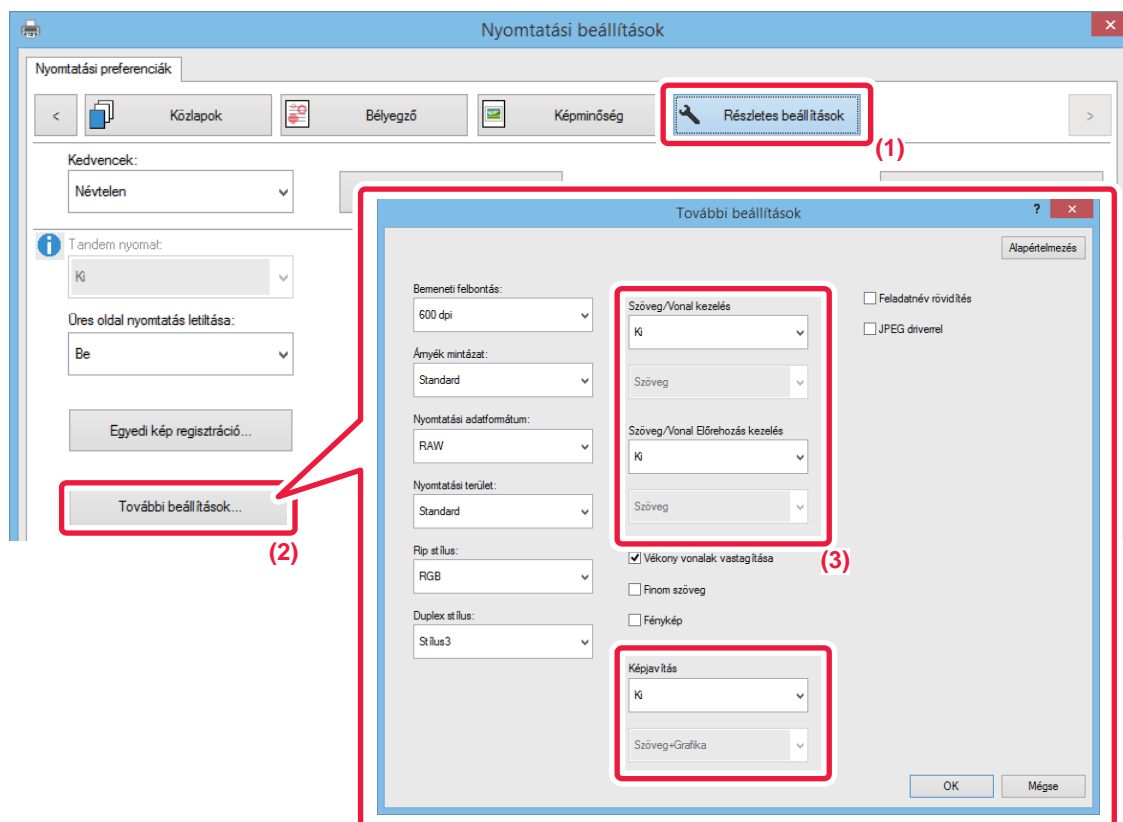 Nyomtatási beállítások
Nyomtatási preferenciák
<
Közlapok
Bélyegző
Képminőség
Részletes beállítások
>
(1)
Kedvencek:
Névtelen
Tandem nyomat:
Ki
Üres oldal nyomtatás letiltása:
Be
Egyedi kép regisztráció...
További beállítások...
(2)
További beállítások
?
Alapértelmezés
Bemeneti felbontás:
600 dpi
Árnyék mintázat:
Standard
Nyomtatási adatformátum:
RAW
Nyomtatási terület:
Standard
Rip stílus:
RGB
Duplex stílus:
Stílus3
Szöveg/Vonal kezelés
Ki
Szöveg
Szöveg/Vonal Előrehozás kezelés
Ki
Szöveg
(3)
Vékony vonalak vastagítása
Finom szöveg
Fénykép
Képjavítás
Ki
Szöveg+Grafika
Feladatnév rövidítés
JPEG driverrel
OK
Mégse